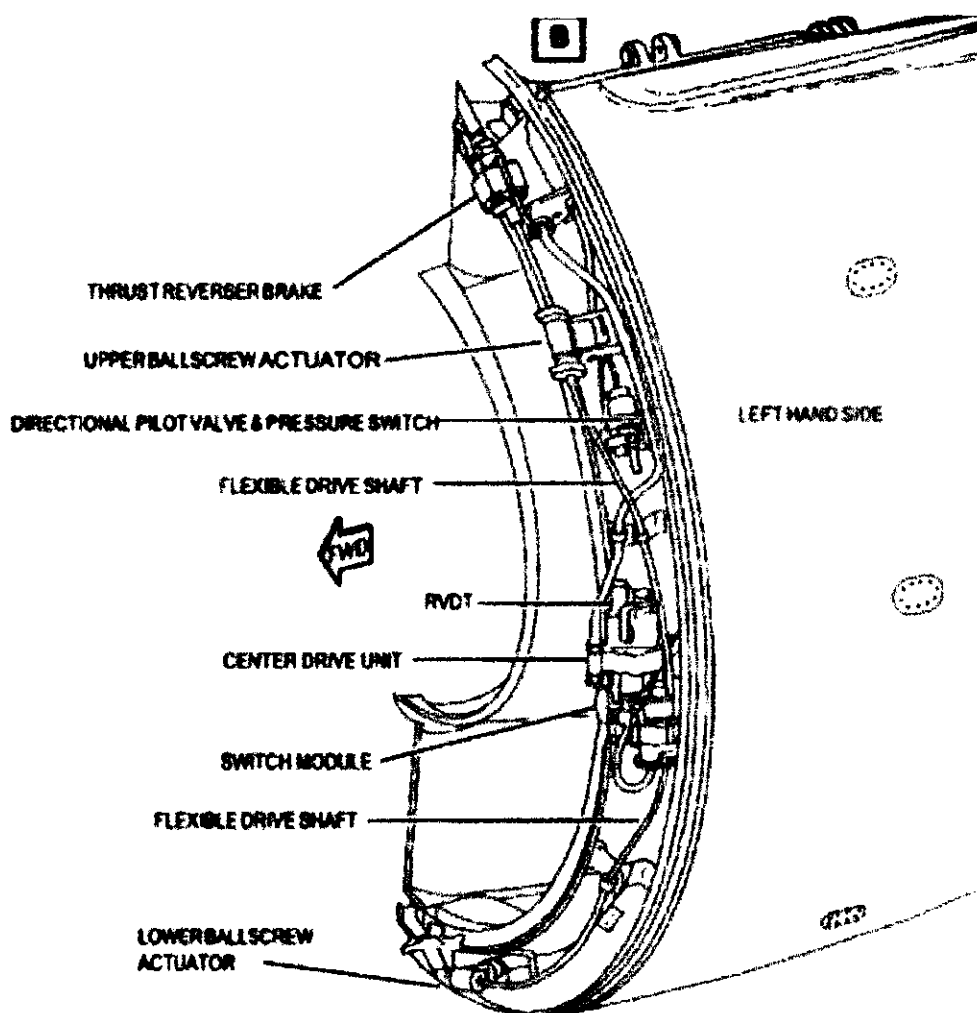 B
THRUST REVERSER BRAKE
UPPER BALLSCREW ACTUATOR
DIRECTIONAL PILOT VALVE & PRESSURE SWITCH
LEFT HAND SIDE
FLEXIBLE DRIVE SHAFT
FWD
RVDT
CENTER DRIVE UNIT
SWITCH MODULE
FLEXIBLE DRIVE SHAFT
LOWER BALLSCREW
ACTUATOR